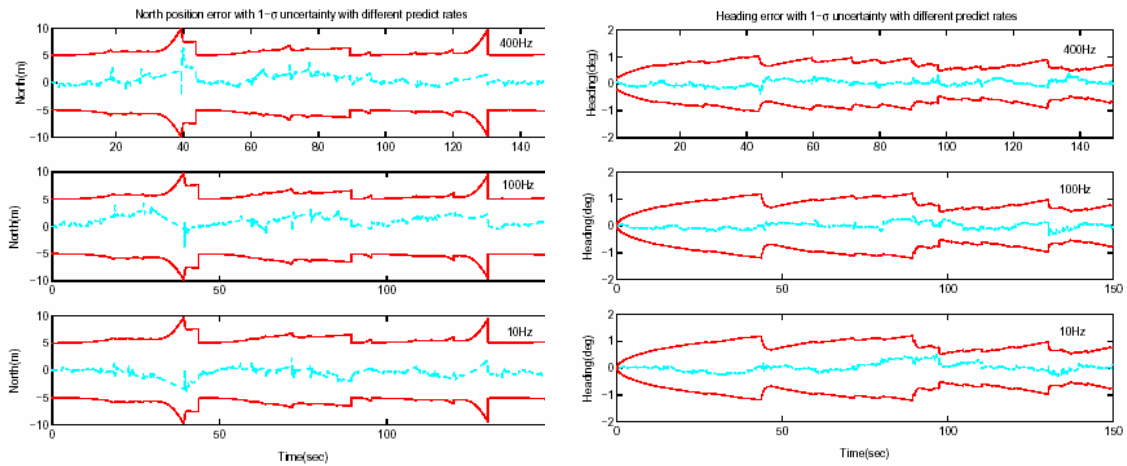 North position error with 1−σ uncertainty with different predict rates
10
5
0
−5
−10
North(m)
400Hz
20 40 60 80 100 120 140
10
5
0
−5
−10
North(m)
100Hz
0 50 100
10
5
0
−5
−10
North(m)
10Hz
0 50 100
Time(sec)
Heading error with 1−σ uncertainty with different predict rates
2
1
0
−1
−2
Heading(deg)
400Hz
20 40 60 80 100 120 140
2
1
0
−1
−2
Heading(deg)
100Hz
0 50 100 150
2
1
0
−1
−2
Heading(deg)
10Hz
0 50 100 150
Time(sec)